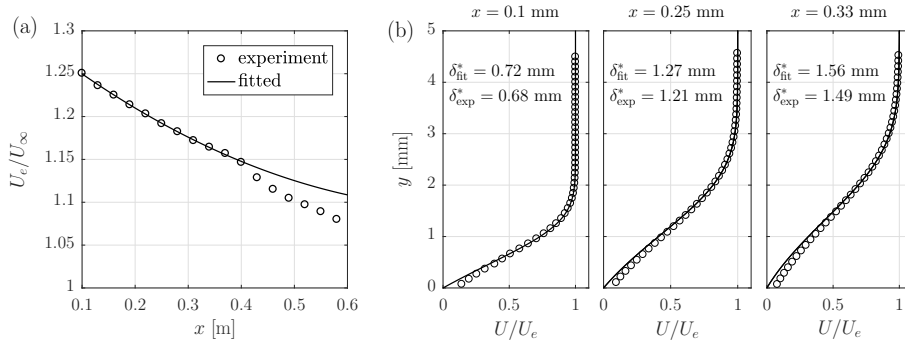 (a)
1.3
1.25
1.2
1.15
1.1
1.05
1
U_e/U_∞
0.1 0.2 0.3 0.4 0.5 0.6
x [m]
experiment
fitted
(b)
x = 0.1 mm
x = 0.25 mm
x = 0.33 mm
5
4
3
2
1
0
y [mm]
δ*_fit = 0.72 mm
δ*_exp = 0.68 mm
δ*_fit = 1.27 mm
δ*_exp = 1.21 mm
δ*_fit = 1.56 mm
δ*_exp = 1.49 mm
0 0.5 1
0 0.5 1
0 0.5 1
U/U_e
U/U_e
U/U_e